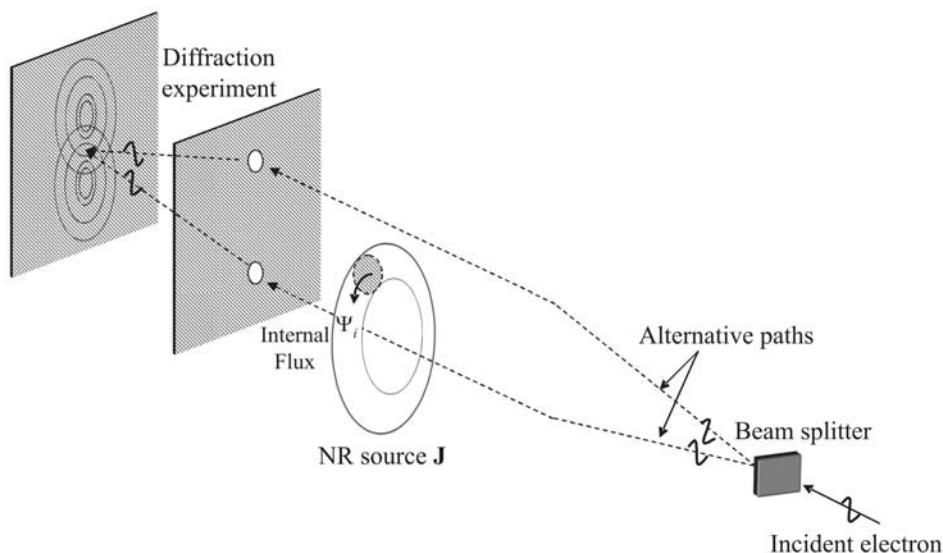 Diffraction
experiment
Internal
Flux
Ψi
NR source J
Alternative paths
Beam splitter
Incident electron